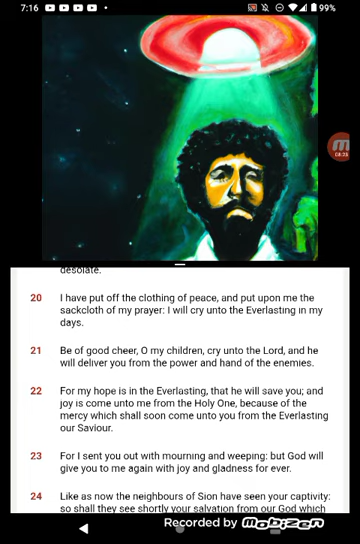 7:16
99%
08:25
desolate.
20 I have put off the clothing of peace, and put upon me the
sackcloth of my prayer: I will cry unto the Everlasting in my
days.
21 Be of good cheer, O my children, cry unto the Lord, and he
will deliver you from the power and hand of the enemies.
22 For my hope is in the Everlasting, that he will save you; and
joy is come unto me from the Holy One, because of the
mercy which shall soon come unto you from the Everlasting
our Saviour.
23 For I sent you out with mourning and weeping: but God will
give you to me again with joy and gladness for ever.
24 Like as now the neighbours of Sion have seen your captivity:
so shall they see shortly your salvation from our God which
Recorded by Mobizen